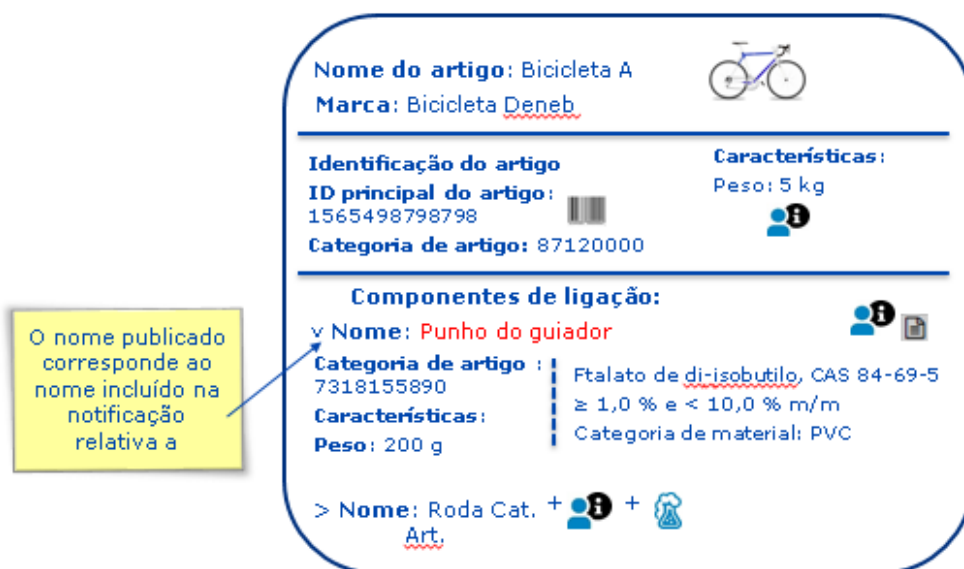 Nome do artigo: Bicicleta A
Marca: Bicicleta Deneb
Identificação do artigo
ID principal do artigo:
1565498798798
Categoria de artigo: 87120000
Características:
Peso: 5 kg
Componentes de ligação:
v Nome: Punho do guiador
Categoria de artigo :
7318155890
Características:
Peso: 200 g
Ftalato de di-isobutilo, CAS 84-69-5
≥ 1,0 % e < 10,0 % m/m
Categoria de material: PVC
> Nome: Roda Cat. + +
Art.
O nome publicado
corresponde ao
nome incluído na
notificação
relativa a